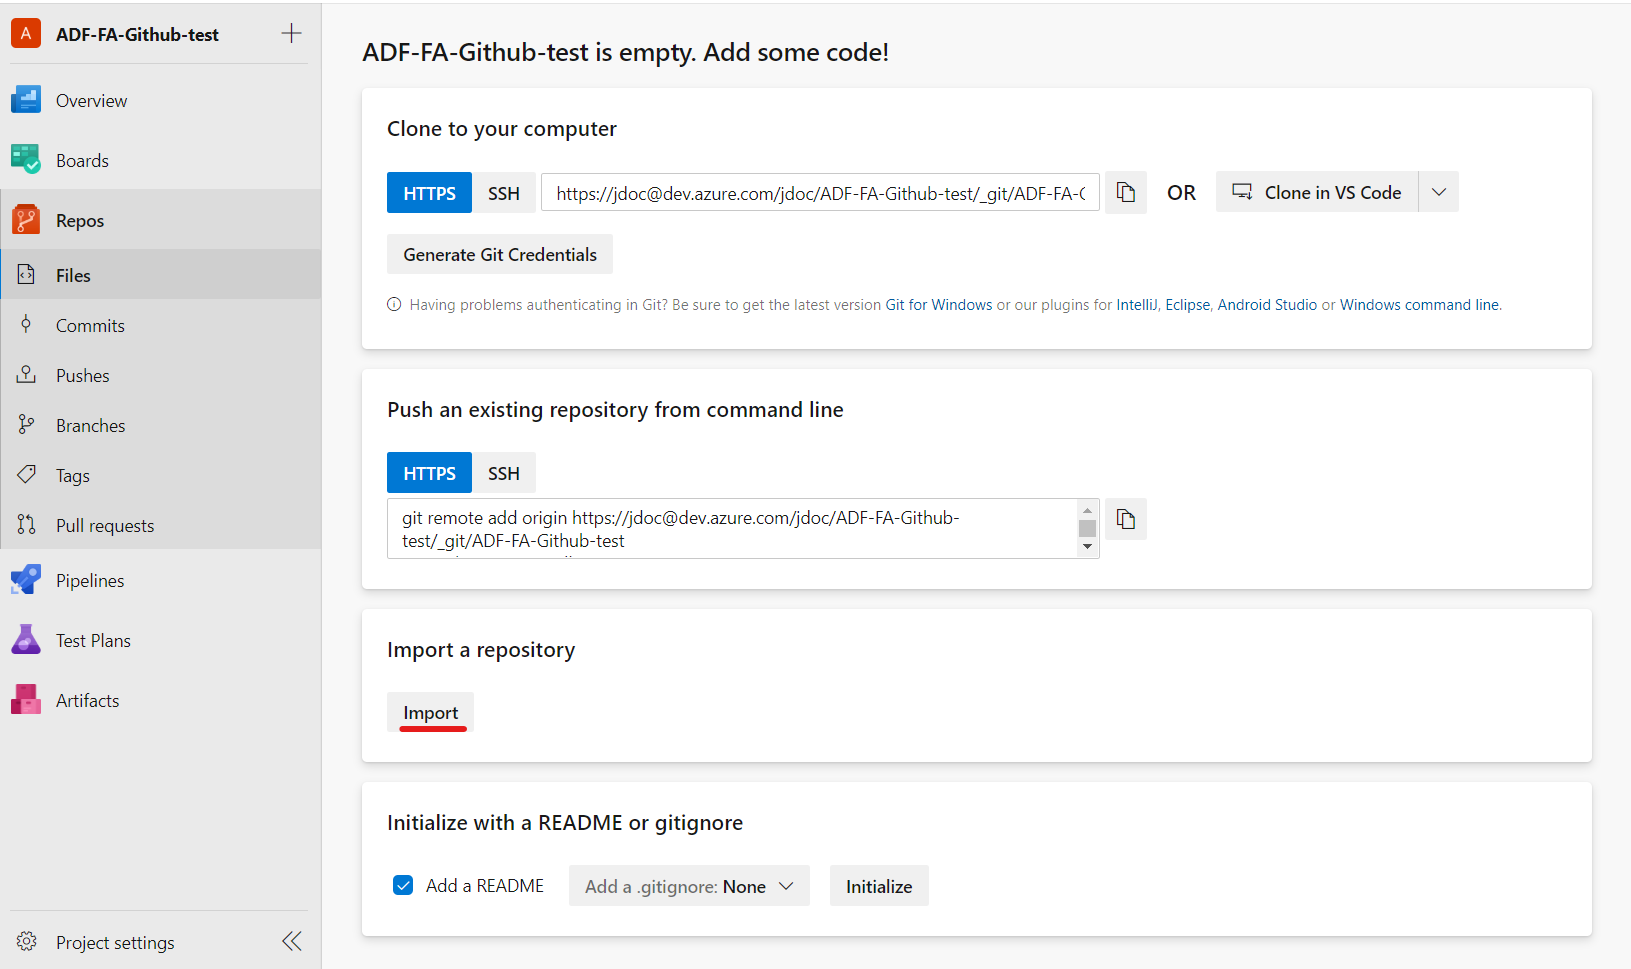 A
ADF-FA-Github-test
Overview
Boards
Repos
Files
Commits
Pushes
Branches
Tags
Pull requests
Pipelines
Test Plans
Artifacts
Project settings
ADF-FA-Github-test is empty. Add some code!
Clone to your computer
HTTPS SSH https://jdoc@dev.azure.com/jdoc/ADF-FA-Github-test/_git/ADF-FA-G OR Clone in VS Code
Generate Git Credentials
Having problems authenticating in Git? Be sure to get the latest version Git for Windows or our plugins for IntelliJ, Eclipse, Android Studio or Windows command line.
Push an existing repository from command line
HTTPS SSH
git remote add origin https://jdoc@dev.azure.com/jdoc/ADF-FA-Github-
test/_git/ADF-FA-Github-test
Import a repository
Import
Initialize with a README or gitignore
Add a README Add a .gitignore: None Initialize